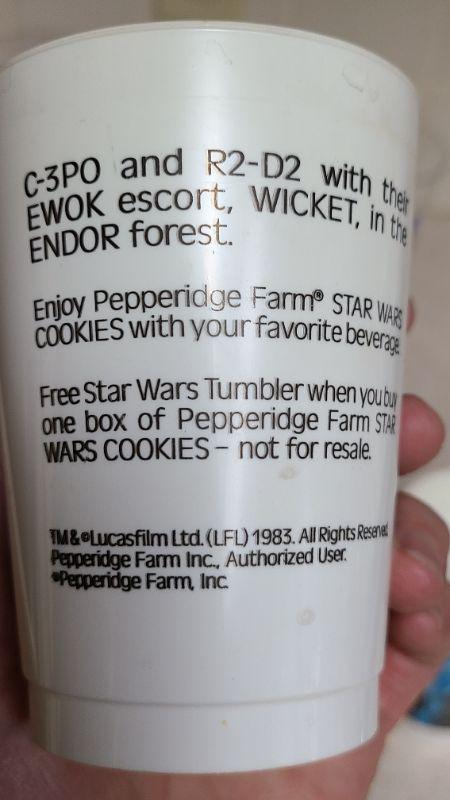 C-3PO and R2-D2 with their
EWOK escort, WICKET, in the
ENDOR forest.
Enjoy Pepperidge Farm® STAR WARS
COOKIES with your favorite beverage.
Free Star Wars Tumbler when you buy
one box of Pepperidge Farm STAR
WARS COOKIES – not for resale.
TM & © Lucasfilm Ltd. (LFL) 1983. All Rights Reserved.
Pepperidge Farm Inc., Authorized User.
®Pepperidge Farm, Inc.